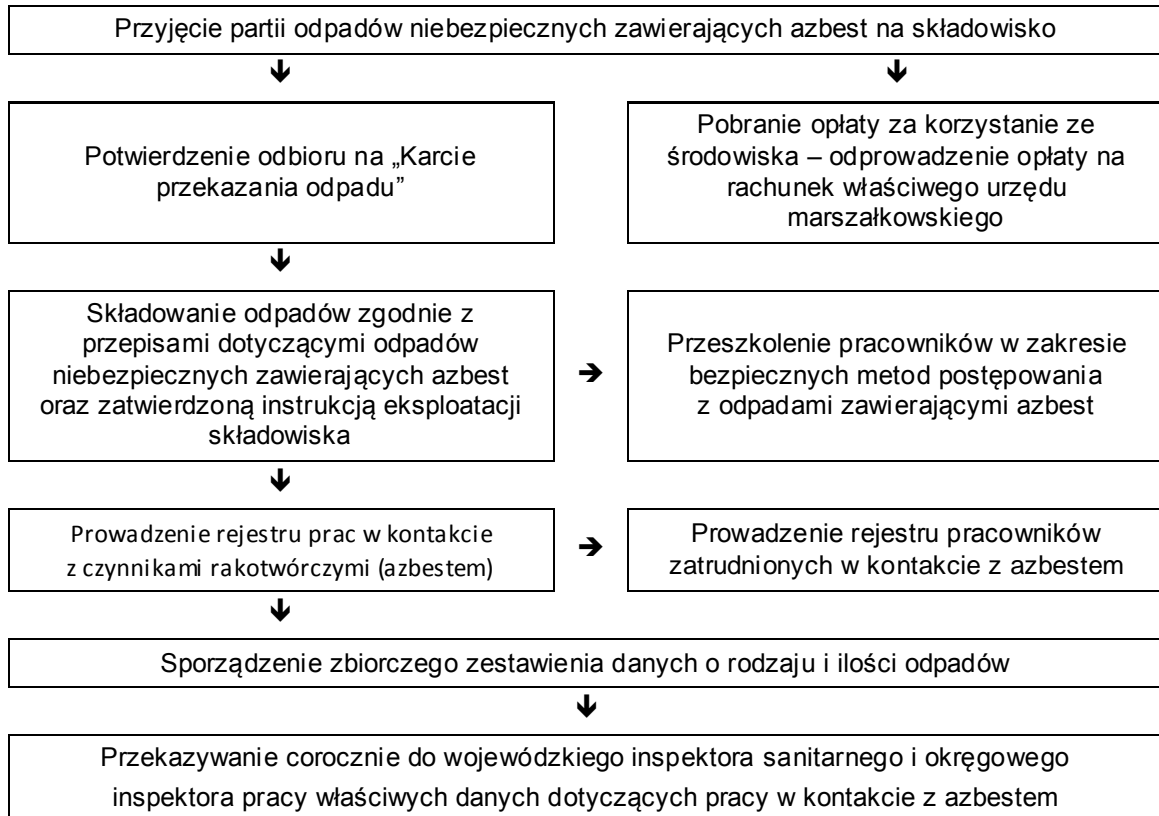 Przyjęcie partii odpadów niebezpiecznych zawierających azbest na składowisko
Potwierdzenie odbioru na „Karcie
przekazania odpadu”
Pobranie opłaty za korzystanie ze
środowiska – odprowadzenie opłaty na
rachunek właściwego urzędu
marszałkowskiego
Składowanie odpadów zgodnie z
przepisami dotyczącymi odpadów
niebezpiecznych zawierających azbest
oraz zatwierdzoną instrukcją eksploatacji
składowiska
Przeszkolenie pracowników w zakresie
bezpiecznych metod postępowania
z odpadami zawierającymi azbest
Prowadzenie rejestru prac w kontakcie
z czynnikami rakotwórczymi (azbestem)
Prowadzenie rejestru pracowników
zatrudnionych w kontakcie z azbestem
Sporządzenie zbiorczego zestawienia danych o rodzaju i ilości odpadów
Przekazywanie corocznie do wojewódzkiego inspektora sanitarnego i okręgowego
inspektora pracy właściwych danych dotyczących pracy w kontakcie z azbestem